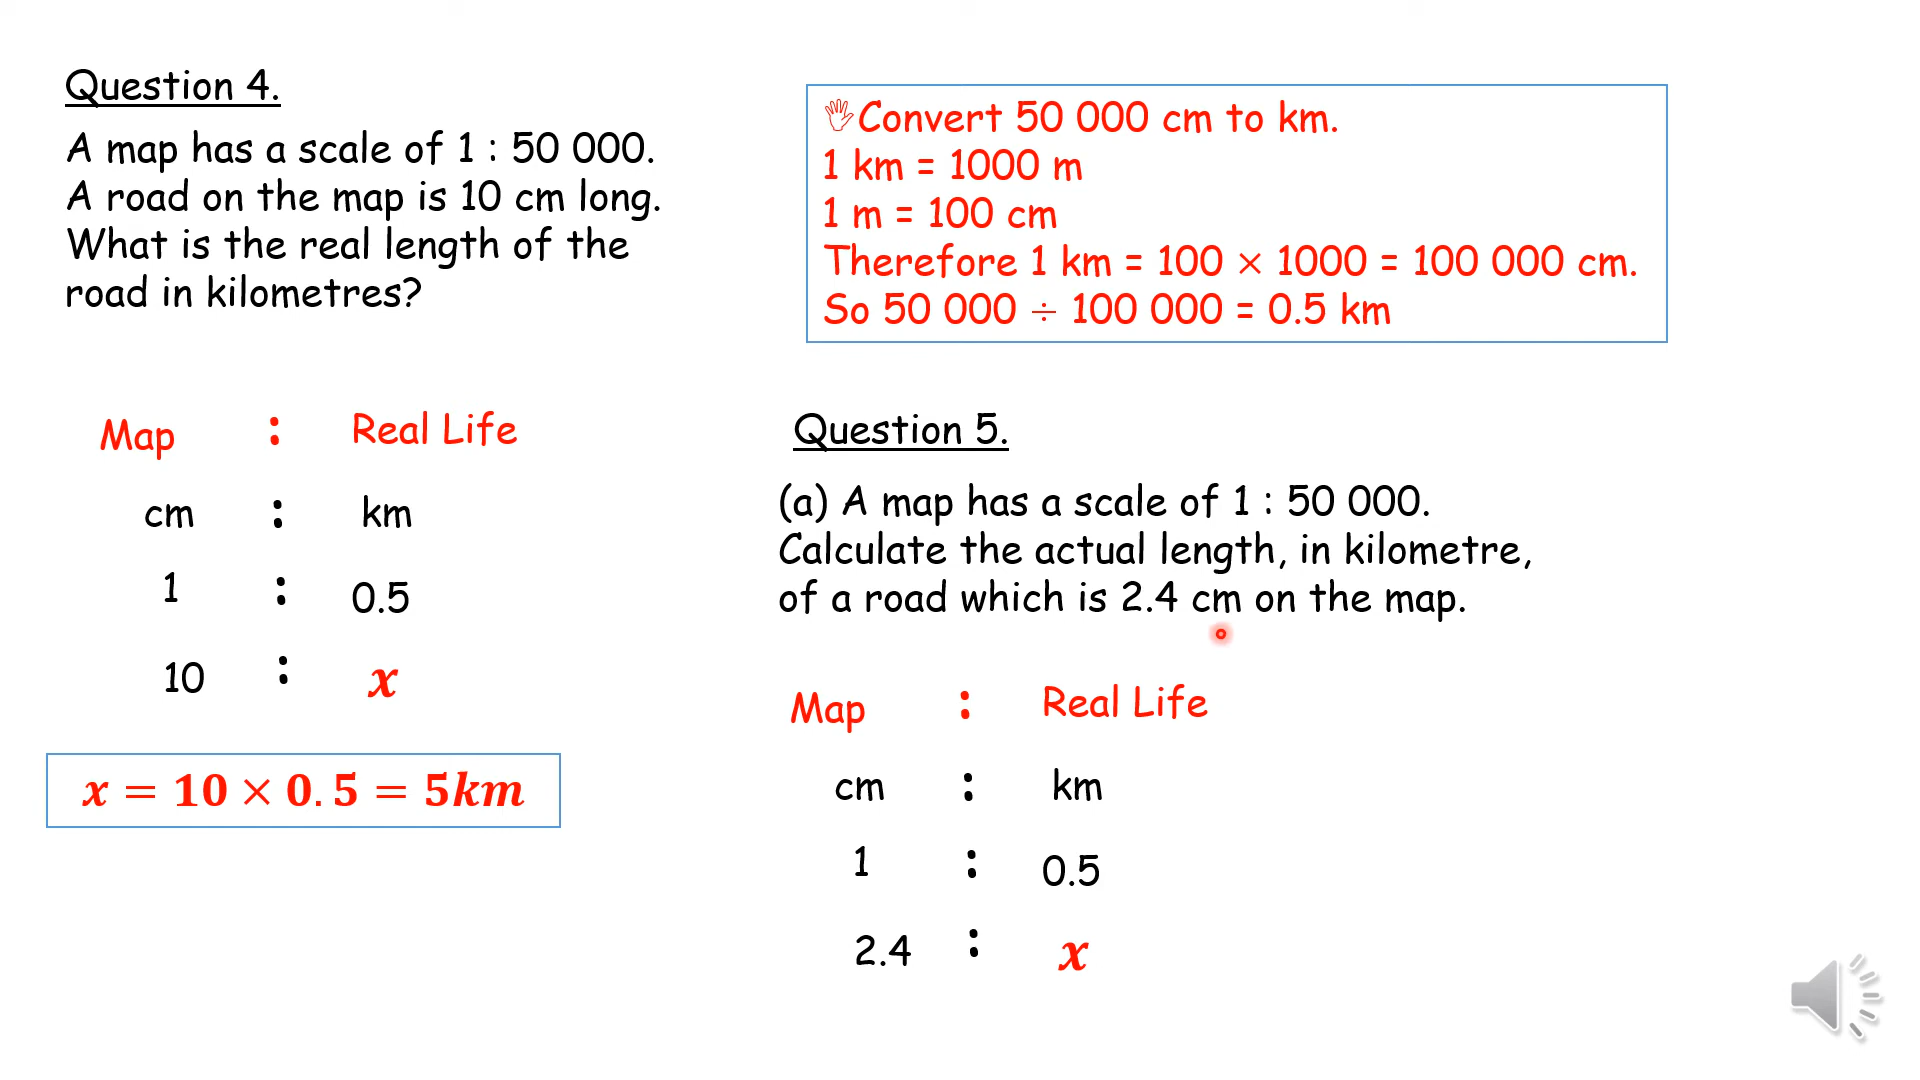 Question 4.
A map has a scale of 1 : 50 000.
A road on the map is 10 cm long.
What is the real length of the
road in kilometres?
🖐Convert 50 000 cm to km.
1 km = 1000 m
1 m = 100 cm
Therefore 1 km = 100 × 1000 = 100 000 cm.
So 50 000 ÷ 100 000 = 0.5 km
Map : Real Life
cm : km
1 : 0.5
10 : x
x = 10 × 0.5 = 5km
Question 5.
(a) A map has a scale of 1 : 50 000.
Calculate the actual length, in kilometre,
of a road which is 2.4 cm on the map.
Map : Real Life
cm : km
1 : 0.5
2.4 : x